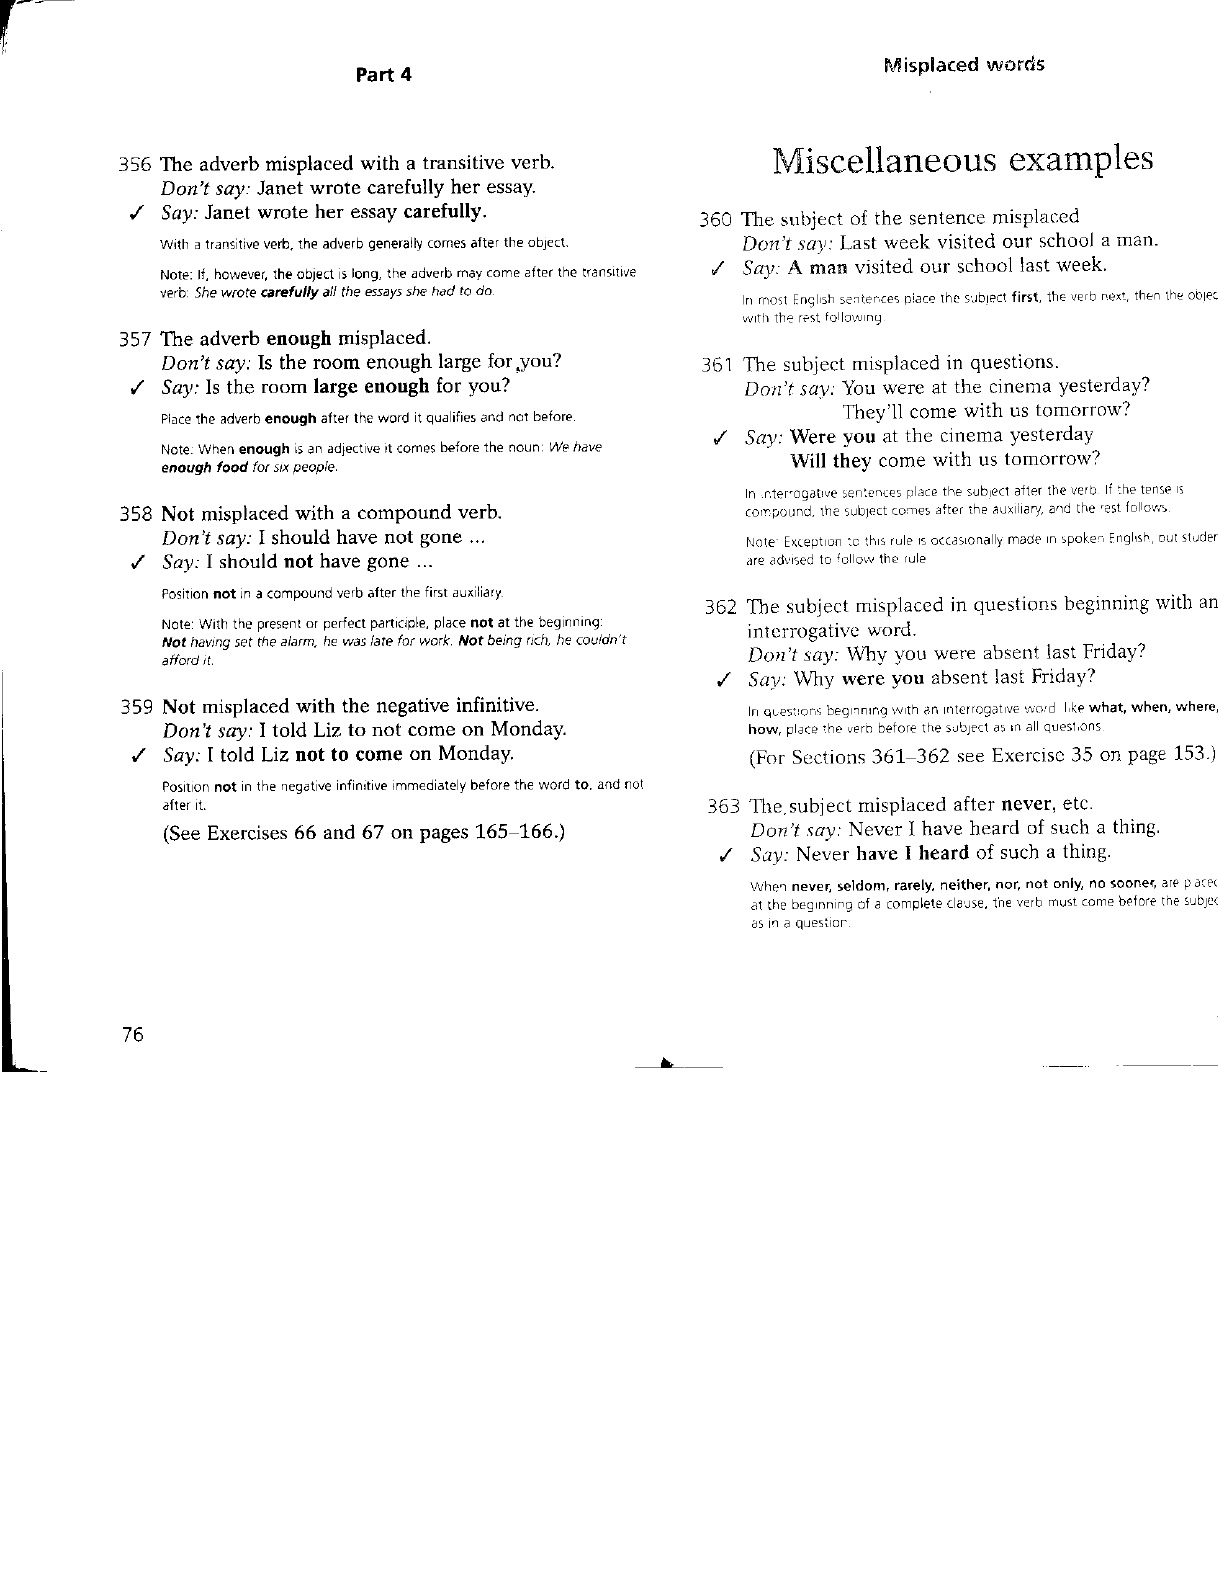 Part 4
356 The adverb misplaced with a transitive verb.
Don't say: Janet wrote carefully her essay.
✓ Say: Janet wrote her essay carefully.
With a transitive verb, the adverb generally comes after the object.
Note: If, however, the object is long, the adverb may come after the transitive
verb: She wrote carefully all the essays she had to do.
357 The adverb enough misplaced.
Don't say: Is the room enough large for you?
✓ Say: Is the room large enough for you?
Place the adverb enough after the word it qualifies and not before.
Note: When enough is an adjective it comes before the noun: We have
enough food for six people.
358 Not misplaced with a compound verb.
Don't say: I should have not gone ...
✓ Say: I should not have gone ...
Position not in a compound verb after the first auxiliary.
Note: With the present or perfect participle, place not at the beginning:
Not having set the alarm, he was late for work. Not being rich, he couldn't
afford it.
359 Not misplaced with the negative infinitive.
Don't say: I told Liz to not come on Monday.
✓ Say: I told Liz not to come on Monday.
Position not in the negative infinitive immediately before the word to, and not
after it.
(See Exercises 66 and 67 on pages 165–166.)
76
Misplaced words
Miscellaneous examples
360 The subject of the sentence misplaced
Don't say: Last week visited our school a man.
✓ Say: A man visited our school last week.
In most English sentences place the subject first, the verb next, then the objec
with the rest following.
361 The subject misplaced in questions.
Don't say: You were at the cinema yesterday?
They'll come with us tomorrow?
✓ Say: Were you at the cinema yesterday
Will they come with us tomorrow?
In interrogative sentences place the subject after the verb. If the tense is
compound, the subject comes after the auxiliary, and the rest follows.
Note: Exception to this rule is occasionally made in spoken English, but studer
are advised to follow the rule
362 The subject misplaced in questions beginning with an
interrogative word.
Don't say: Why you were absent last Friday?
✓ Say: Why were you absent last Friday?
In questions beginning with an interrogative word like what, when, where,
how, place the verb before the subject as in all questions
(For Sections 361–362 see Exercise 35 on page 153.)
363 The subject misplaced after never, etc.
Don't say: Never I have heard of such a thing.
✓ Say: Never have I heard of such a thing.
When never, seldom, rarely, neither, nor, not only, no sooner, are placed
at the beginning of a complete clause, the verb must come before the subjec
as in a question.